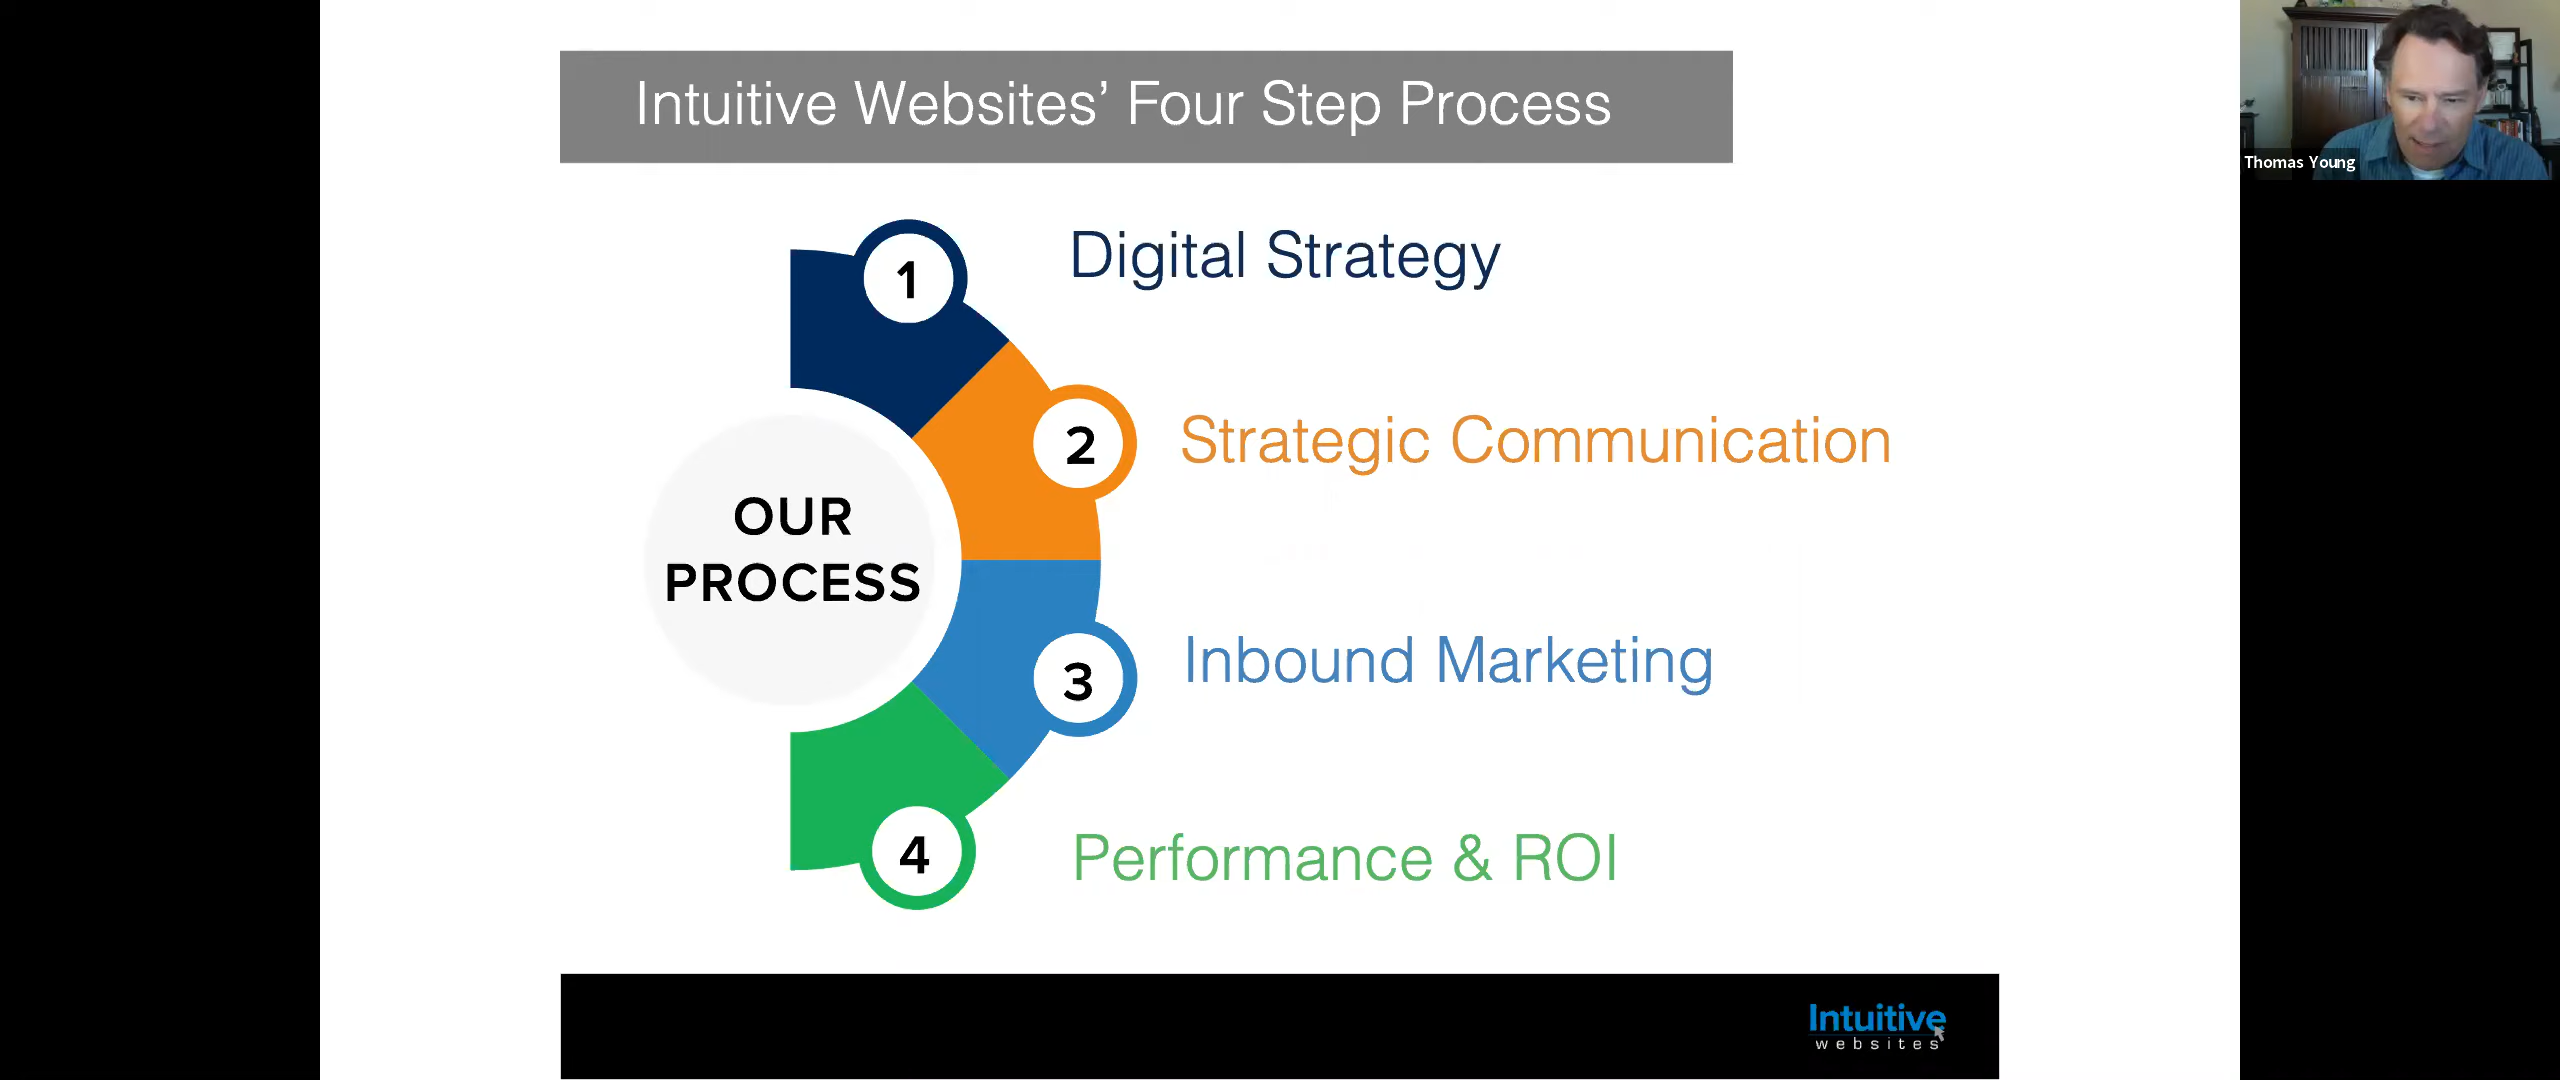 Intuitive Websites’ Four Step Process
Thomas Young
1
Digital Strategy
2
Strategic Communication
OUR
PROCESS
3
Inbound Marketing
4
Performance & ROI
Intuitive
websites